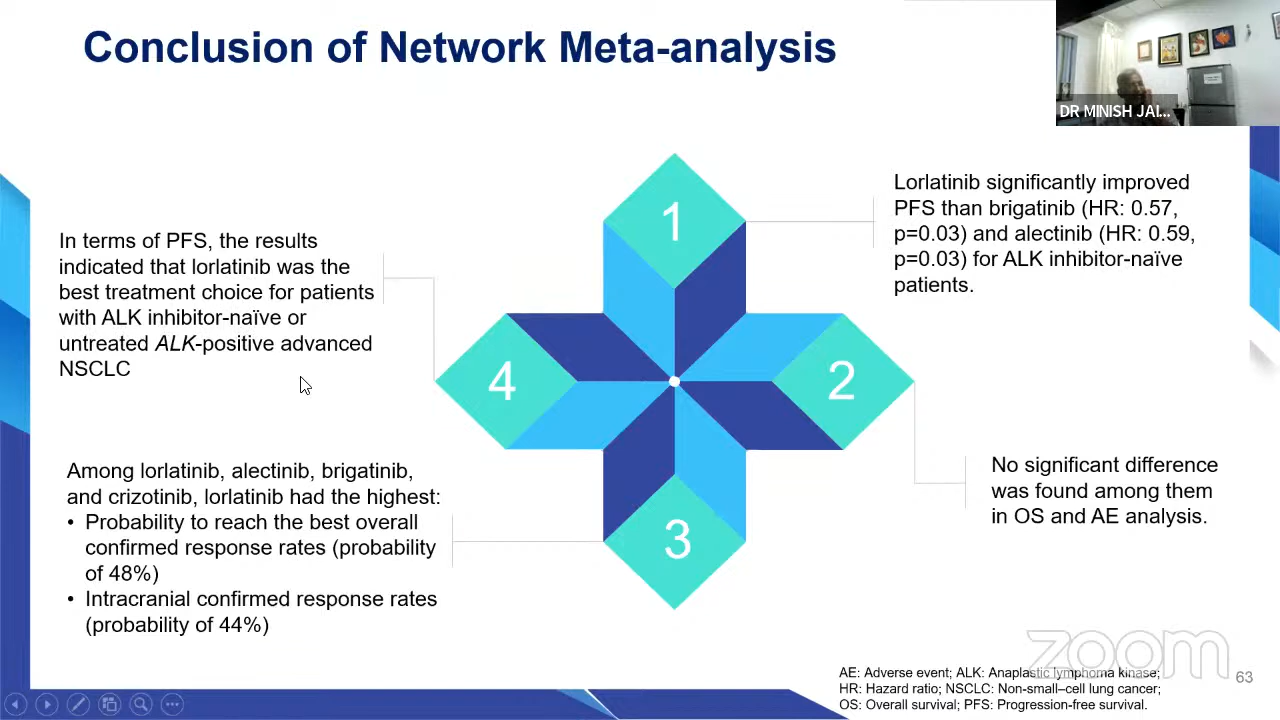 Conclusion of Network Meta-analysis
DR MINISH JAI...
1
Lorlatinib significantly improved
PFS than brigatinib (HR: 0.57,
p=0.03) and alectinib (HR: 0.59,
p=0.03) for ALK inhibitor-naïve
patients.
2
No significant difference
was found among them
in OS and AE analysis.
3
Among lorlatinib, alectinib, brigatinib,
and crizotinib, lorlatinib had the highest:
• Probability to reach the best overall
confirmed response rates (probability
of 48%)
• Intracranial confirmed response rates
(probability of 44%)
4
In terms of PFS, the results
indicated that lorlatinib was the
best treatment choice for patients
with ALK inhibitor-naïve or
untreated ALK-positive advanced
NSCLC
zoom
AE: Adverse event; ALK: Anaplastic lymphoma kinase;
HR: Hazard ratio; NSCLC: Non-small–cell lung cancer;
OS: Overall survival; PFS: Progression-free survival.
63